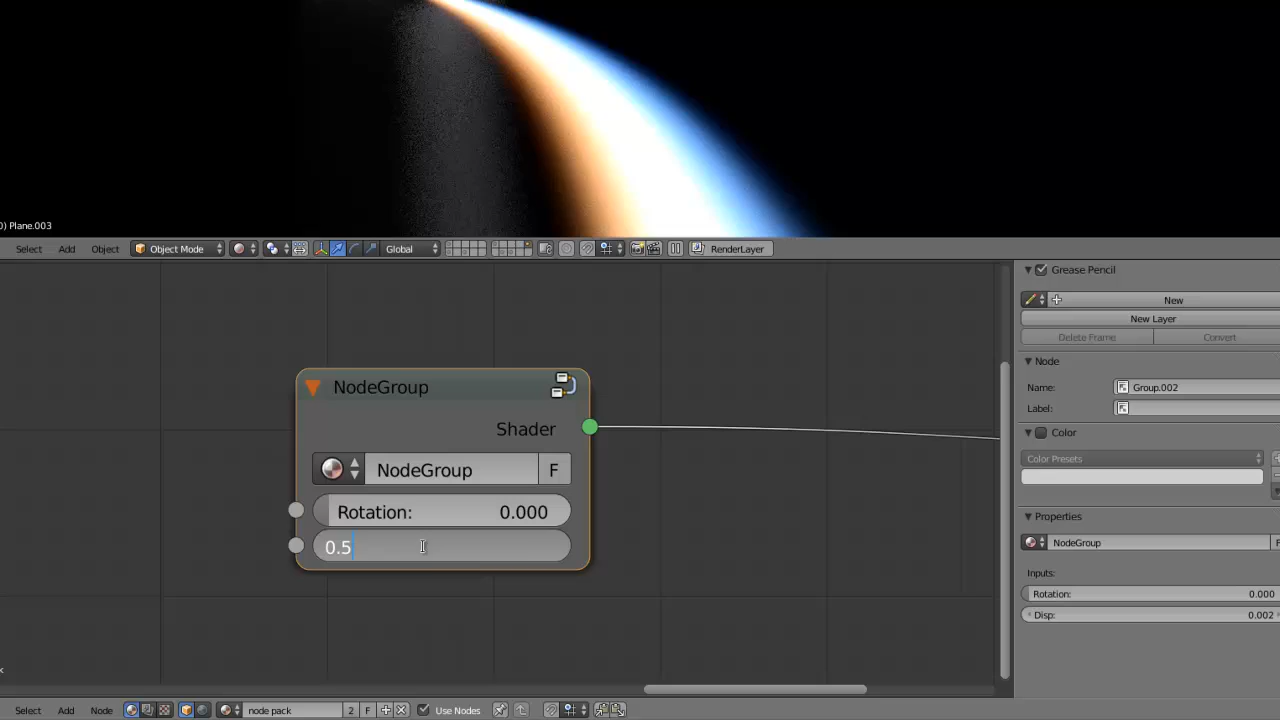 0) Plane.003
Select Add Object Object Mode Global RenderLayer
Grease Pencil
New
New Layer
Delete Frame Convert
Node
Name: Group.002
Label:
Color
Color Presets
Properties
NodeGroup F
Inputs:
Rotation: 0.000
Disp: 0.002
NodeGroup
Shader
NodeGroup F
Rotation: 0.000
0.5
Select Add Node node pack 2 F Use Nodes